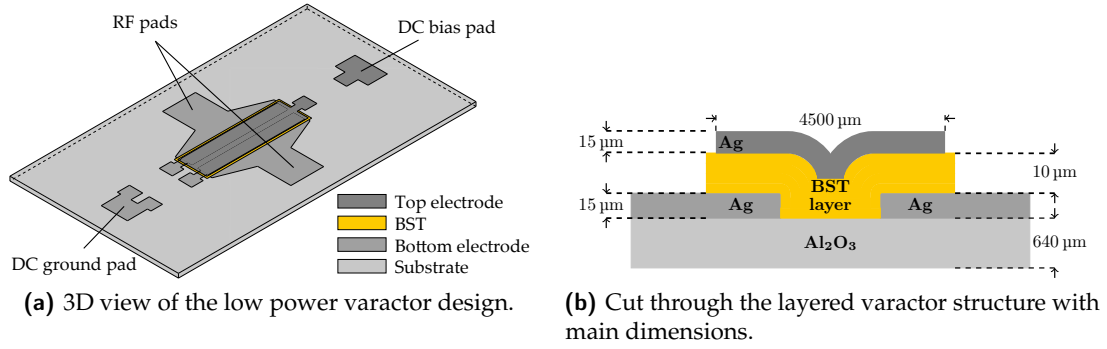 RF pads
DC bias pad
DC ground pad
Top electrode
BST
Bottom electrode
Substrate
(a) 3D view of the low power varactor design.
4500 µm
15 µm
Ag
10 µm
BST
layer
15 µm
Ag
Ag
Al₂O₃
640 µm
(b) Cut through the layered varactor structure with
main dimensions.